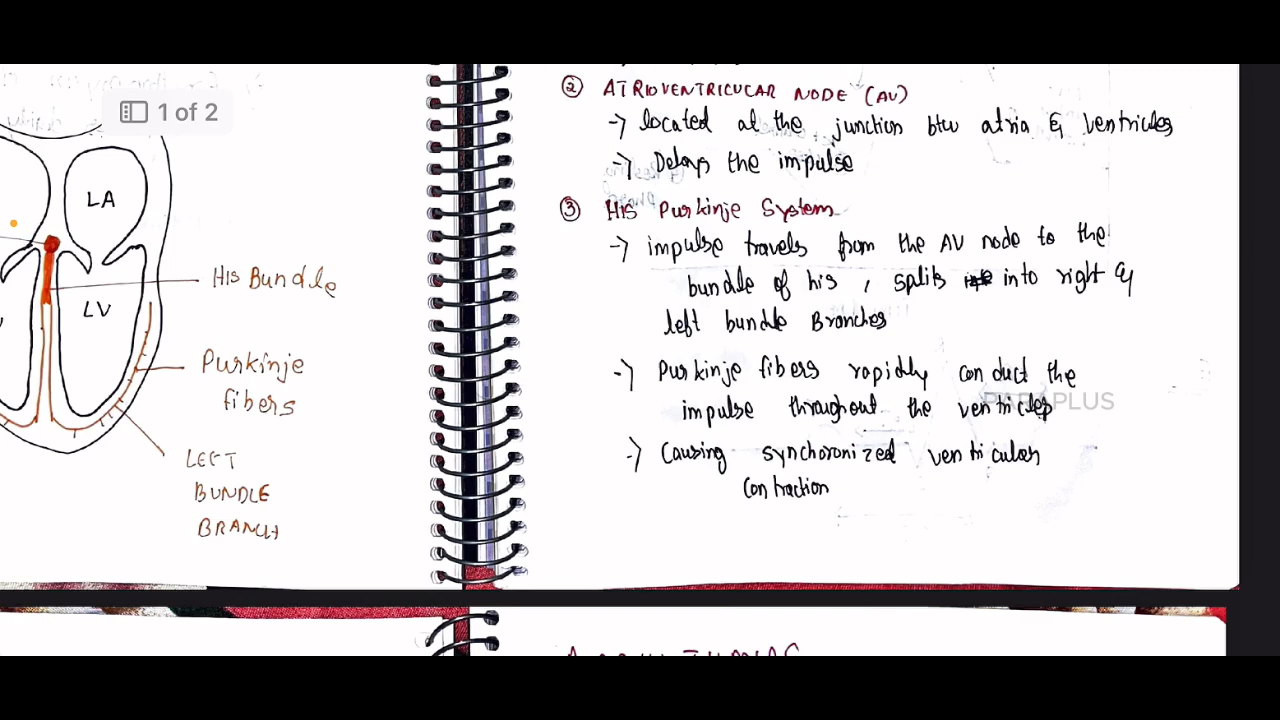 1 of 2
LA
LV
His Bundle
Purkinje
fibers
LEFT
BUNDLE
BRANCH
② ATRIOVENTRICULAR NODE (AV)
→ located at the junction btw atria & ventricles
→ Delays the impulse
③ His Purkinje System
→ impulse travels from the AV node to the
bundle of his, splits into right &
left bundle Branches
→ Purkinje fibers rapidly conduct the
impulse throughout the ventricles
PARAPLUS
→ Causing synchoronized ventricular
contraction